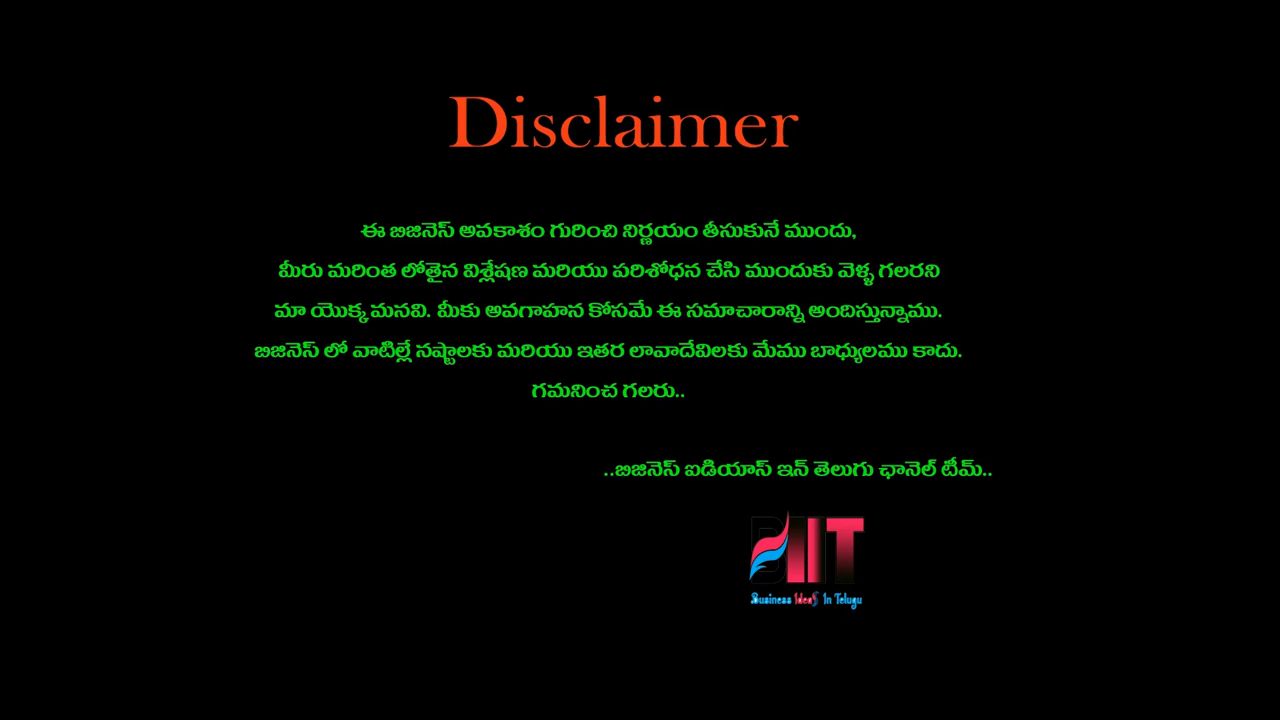 Disclaimer
ఈ బిజినెస్ అవకాశం గురించి నిర్ణయం తీసుకునే ముందు,
మీరు మరింత లోతైన విశ్లేషణ మరియు పరిశోధన చేసి ముందుకు వెళ్ళ గలరని
మా యొక్క మనవి. మీకు అవగాహన కోసమే ఈ సమాచారాన్ని అందిస్తున్నాము.
బిజినెస్ లో వాటిల్లే నష్టాలకు మరియు ఇతర లావాదేవిలకు మేము బాధ్యులము కాదు.
గమనించ గలరు..
..బిజినెస్ ఐడియాస్ ఇన్ తెలుగు ఛానెల్ టీమ్..
BIIT
Business IdeaS In Telugu